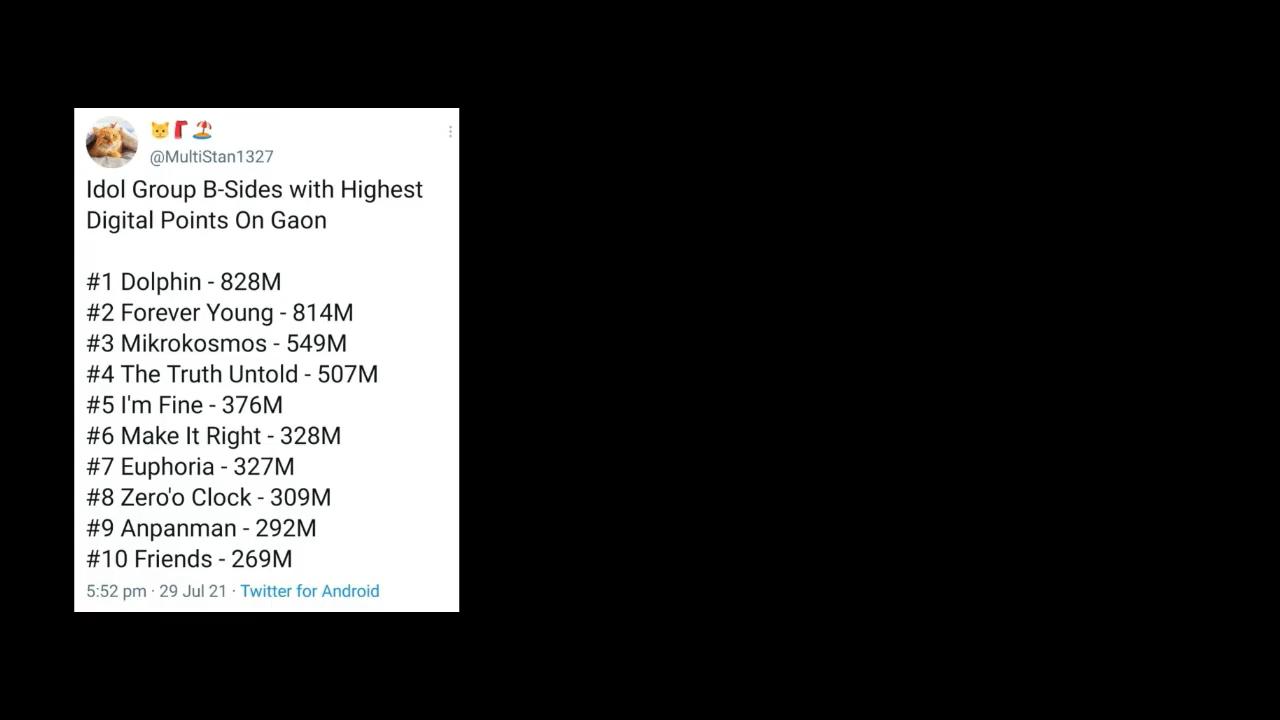 🐱🧣🏖️
@MultiStan1327
Idol Group B-Sides with Highest
Digital Points On Gaon
#1 Dolphin - 828M
#2 Forever Young - 814M
#3 Mikrokosmos - 549M
#4 The Truth Untold - 507M
#5 I'm Fine - 376M
#6 Make It Right - 328M
#7 Euphoria - 327M
#8 Zero'o Clock - 309M
#9 Anpanman - 292M
#10 Friends - 269M
5:52 pm · 29 Jul 21 · Twitter for Android